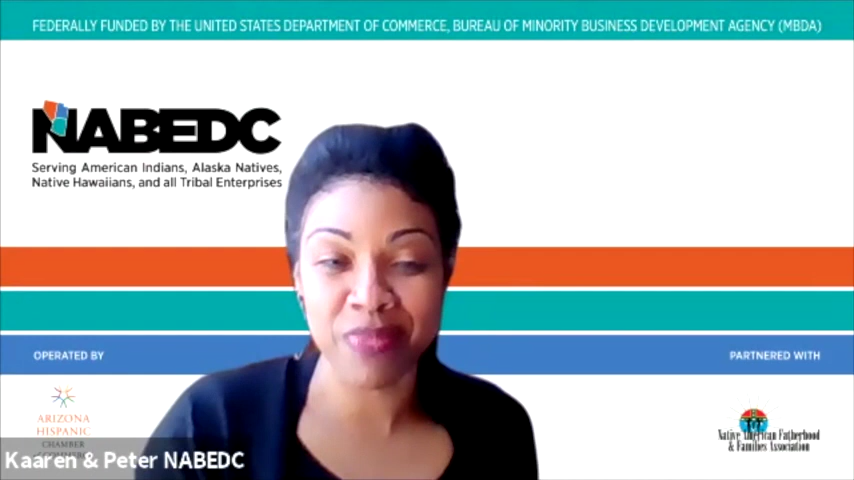 FEDERALLY FUNDED BY THE UNITED STATES DEPARTMENT OF COMMERCE, BUREAU OF MINORITY BUSINESS DEVELOPMENT AGENCY (MBDA)
NABEDC
Serving American Indians, Alaska Natives,
Native Hawaiians, and all Tribal Enterprises
OPERATED BY
PARTNERED WITH
ARIZONA
HISPANIC
CHAMBER
Native American Fatherhood
& Families Association
Kaaren & Peter NABEDC